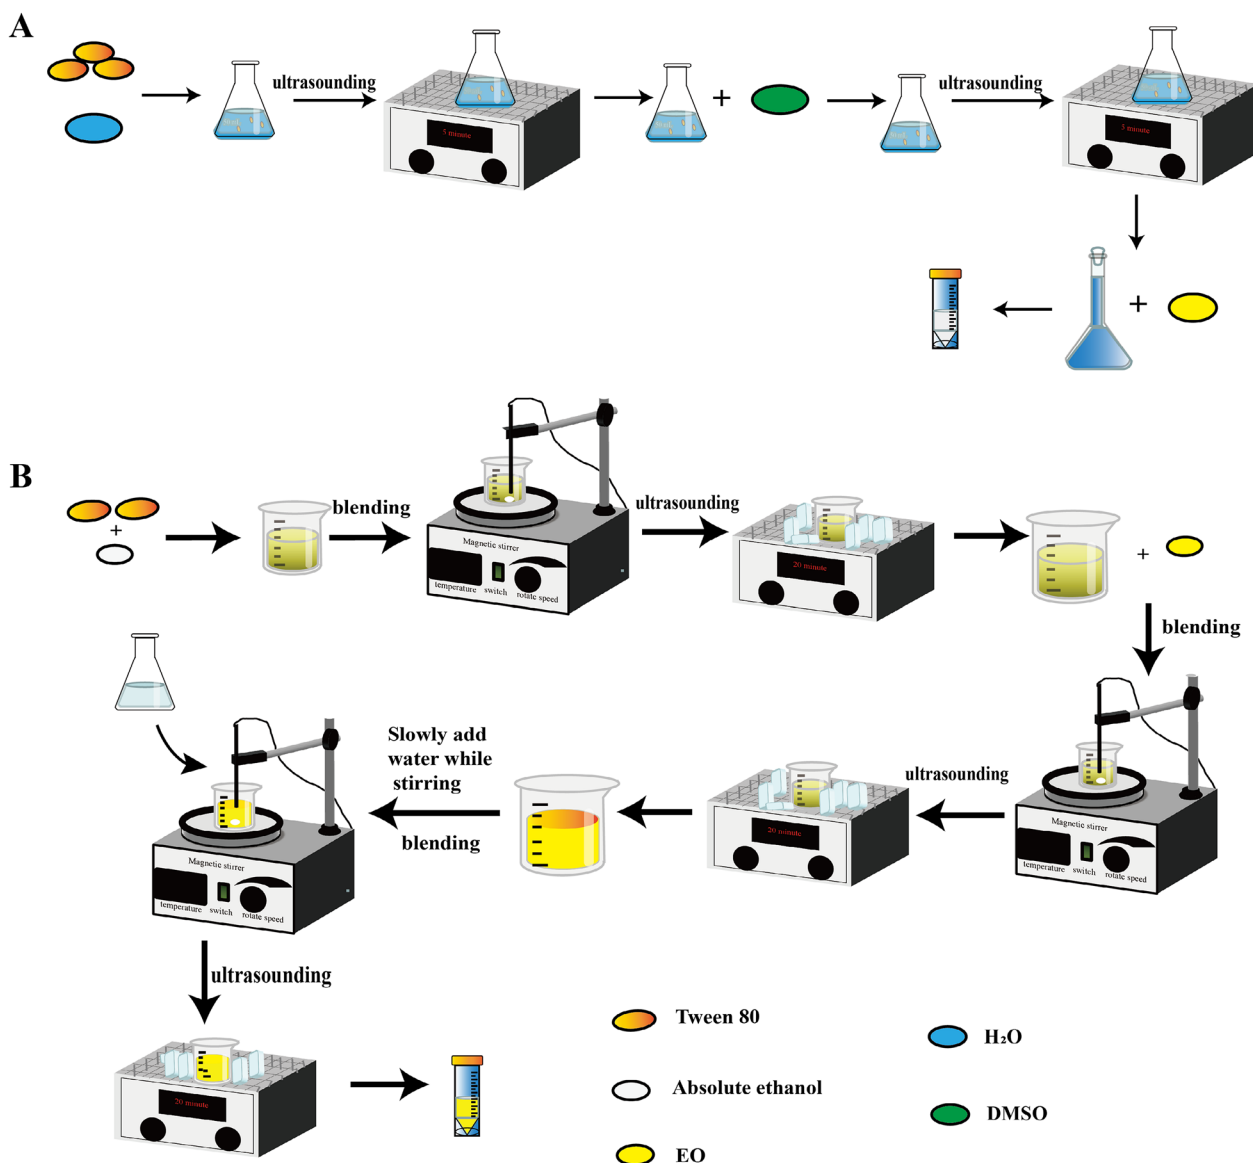 A
ultrasounding
5 minute
+
ultrasounding
5 minute
+
B
+
blending
Magnetic stirrer
temperature
switch
rotate speed
ultrasounding
20 minute
+
blending
Magnetic stirrer
temperature
switch
rotate speed
ultrasounding
20 minute
Slowly add
water while
stirring
blending
Magnetic stirrer
temperature
switch
rotate speed
ultrasounding
20 minute
Tween 80
H₂O
Absolute ethanol
DMSO
EO